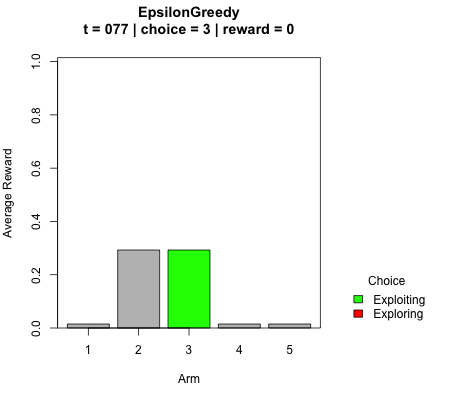 EpsilonGreedy
t = 077 | choice = 3 | reward = 0
Average Reward
1.0
0.8
0.6
0.4
0.2
0.0
1 2 3 4 5
Arm
Choice
Exploiting
Exploring